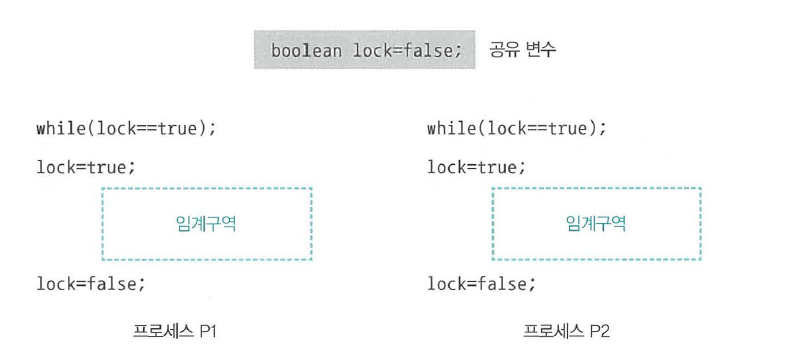 boolean lock=false; 공유 변수
while(lock==true);
lock=true;
임계구역
lock=false;
프로세스 P1
while(lock==true);
lock=true;
임계구역
lock=false;
프로세스 P2